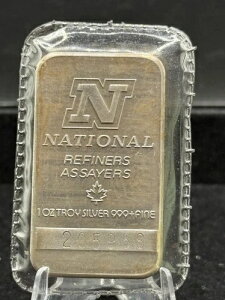 N
NATIONAL
REFINERS
ASSAYERS
1 OZ TROY SILVER 999+ FINE